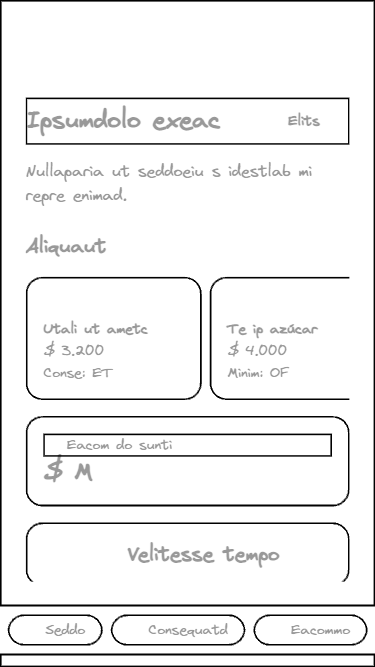 Ipsumdolo exeac
Elits
Nullaparia ut seddoeiu s idestlab mi
repre enimad.
Aliquaut
Utali ut ametc
$ 3.200
Conse: ET
Te ip azúcar
$ 4.000
Minim: OF
Eacom do sunti
$ M
Velitesse tempo
Seddo
Consequatd
Eacommo